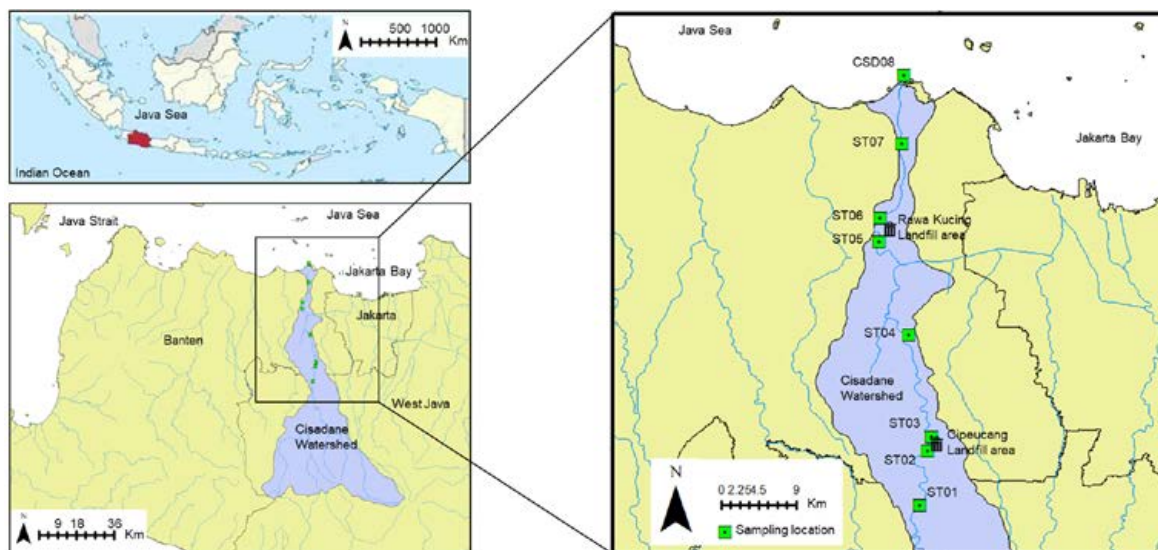 N
500 1000
Km
Java Sea
Indian Ocean
Java Strait
Java Sea
Jakarta Bay
Jakarta
Banten
West Java
Cisadane
Watershed
N
9 18 36
Km
Java Sea
CSD08
Jakarta Bay
ST07
ST06
Rawa Kucing
Landfill area
ST05
ST04
Cisadane
Watershed
ST03
Cipeucang
Landfill area
ST02
ST01
N
0 2.254.5 9
Km
Sampling location